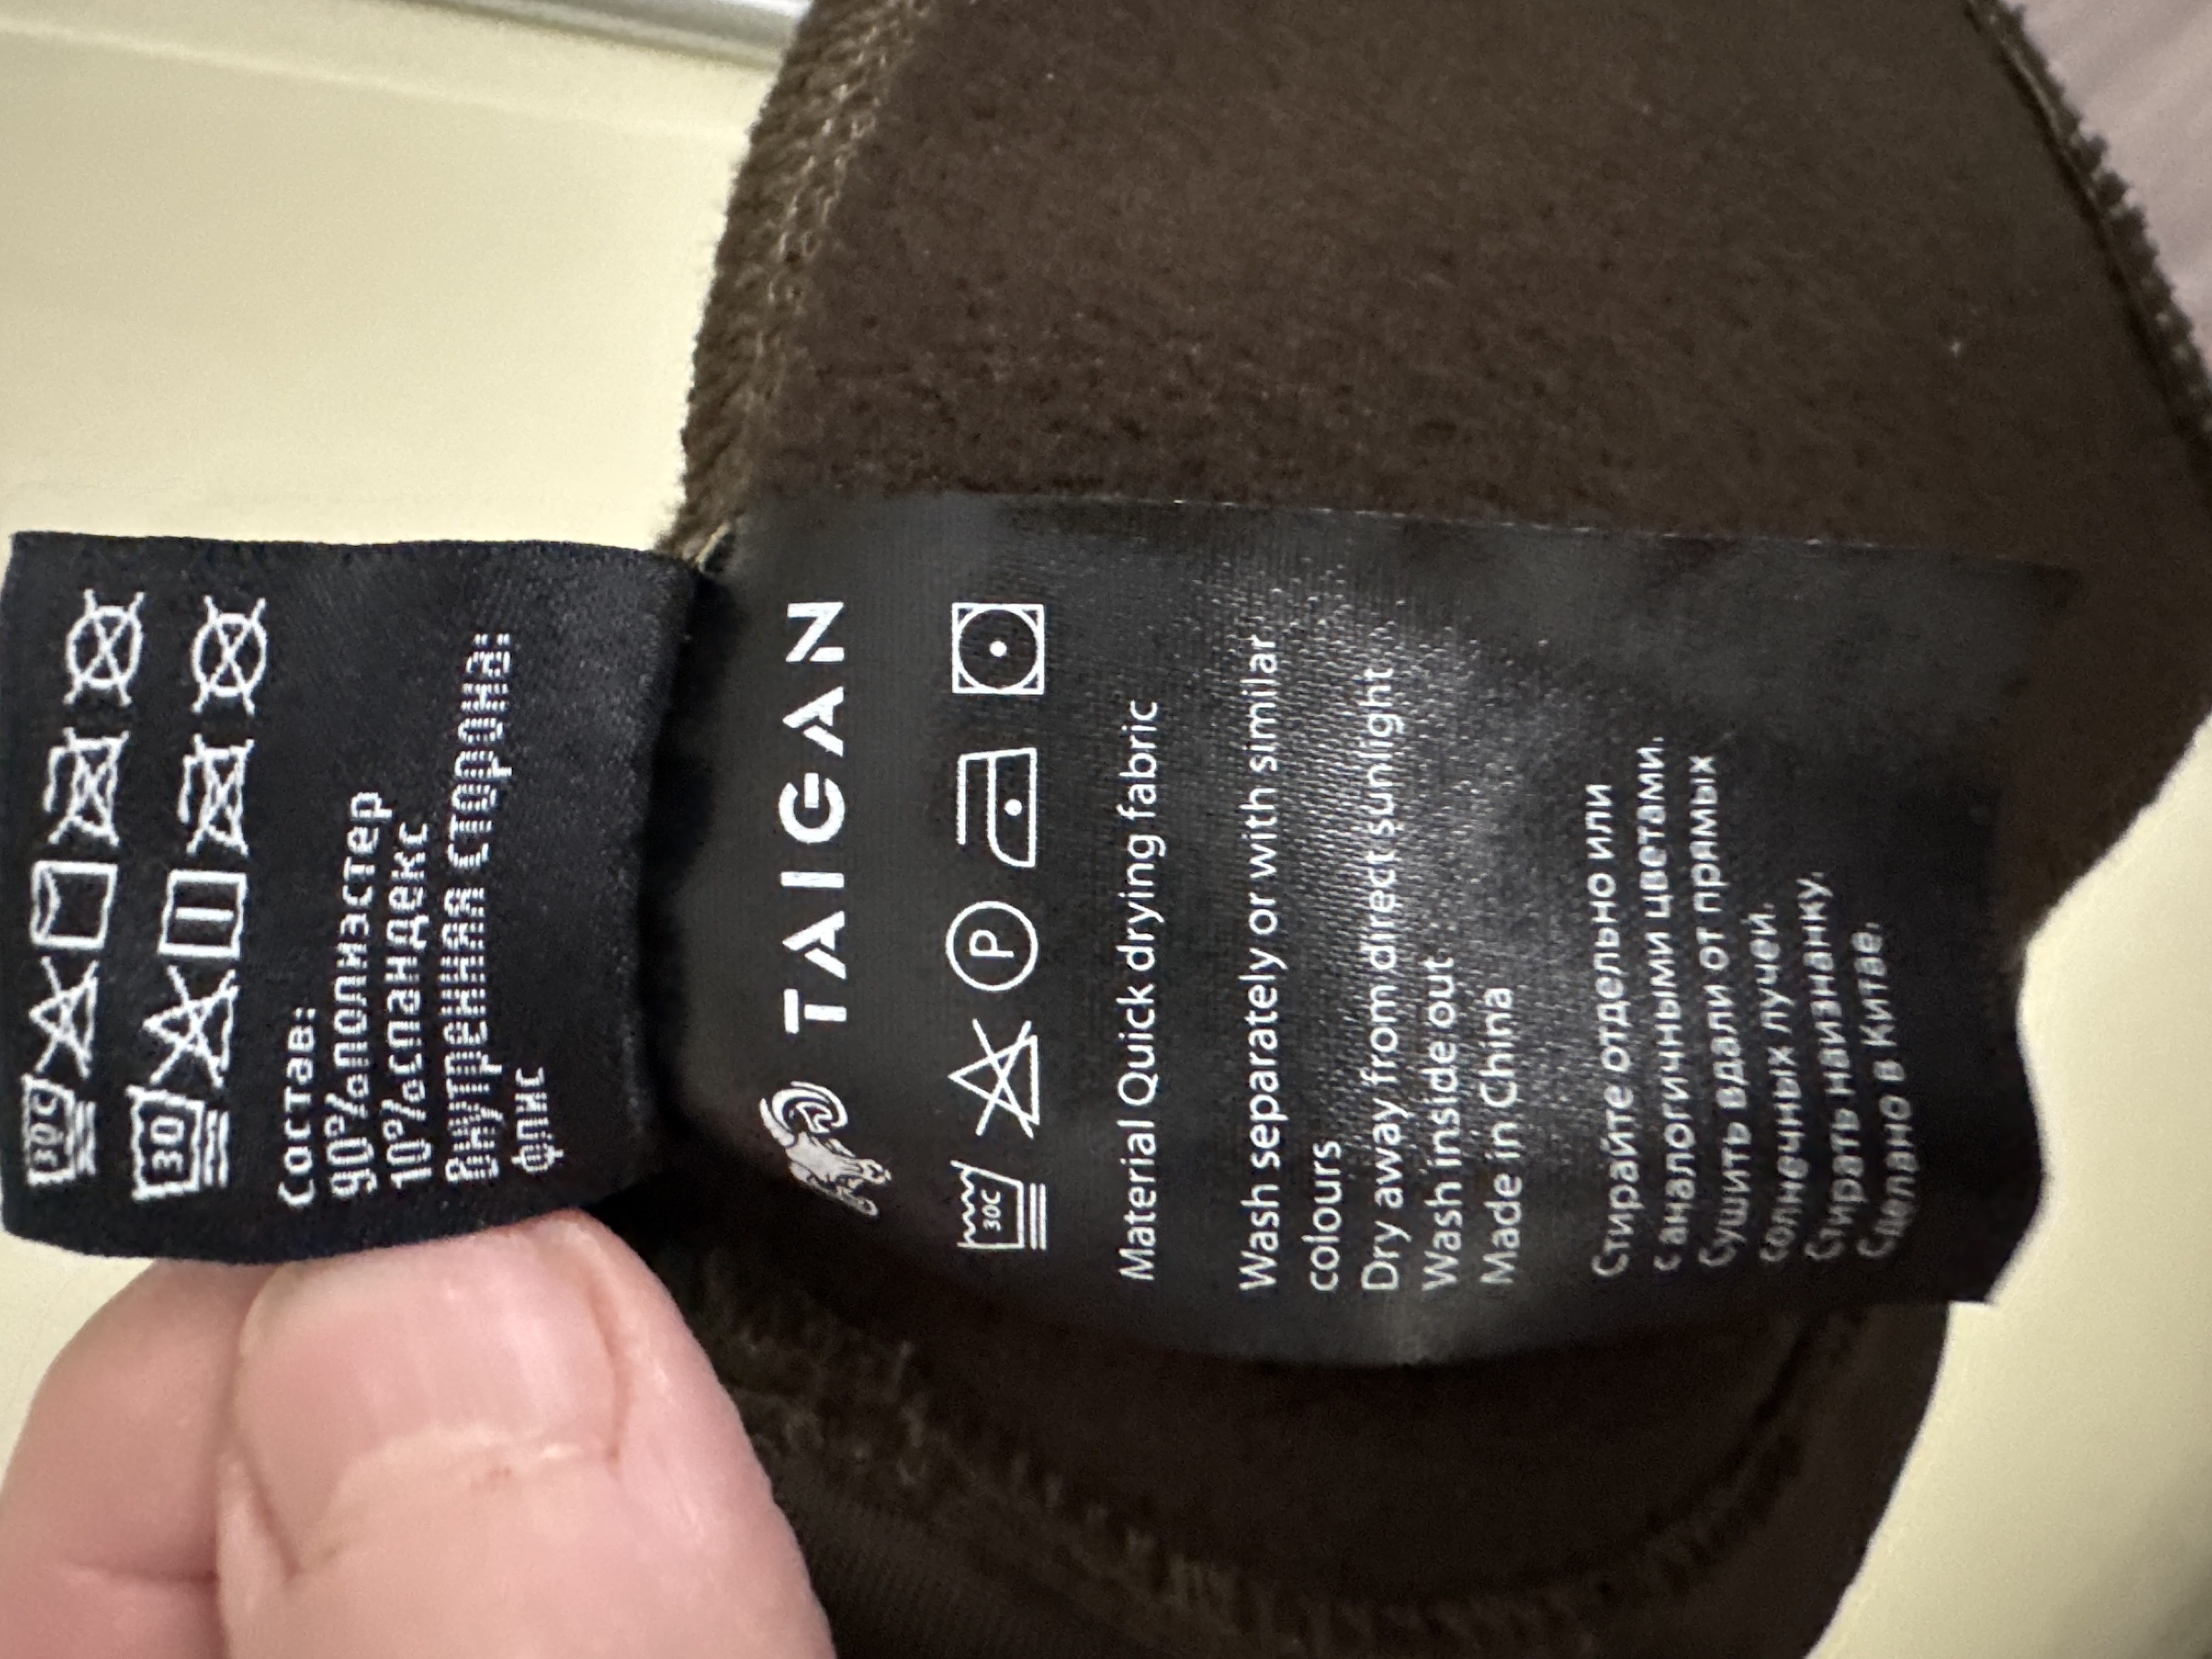 30C
30
состав:
90%полиэстер
10%спандекс
внутренняя сторона:
флис
TAIGAN
30C P
Material Quick drying fabric
Wash separately or with similar
colours
Dry away from direct sunlight
Wash inside out
Made in China
Стирайте отдельно или
с аналогичными цветами.
Сушить вдали от прямых
солнечных лучей.
Стирать наизнанку.
Сделано в Китае.